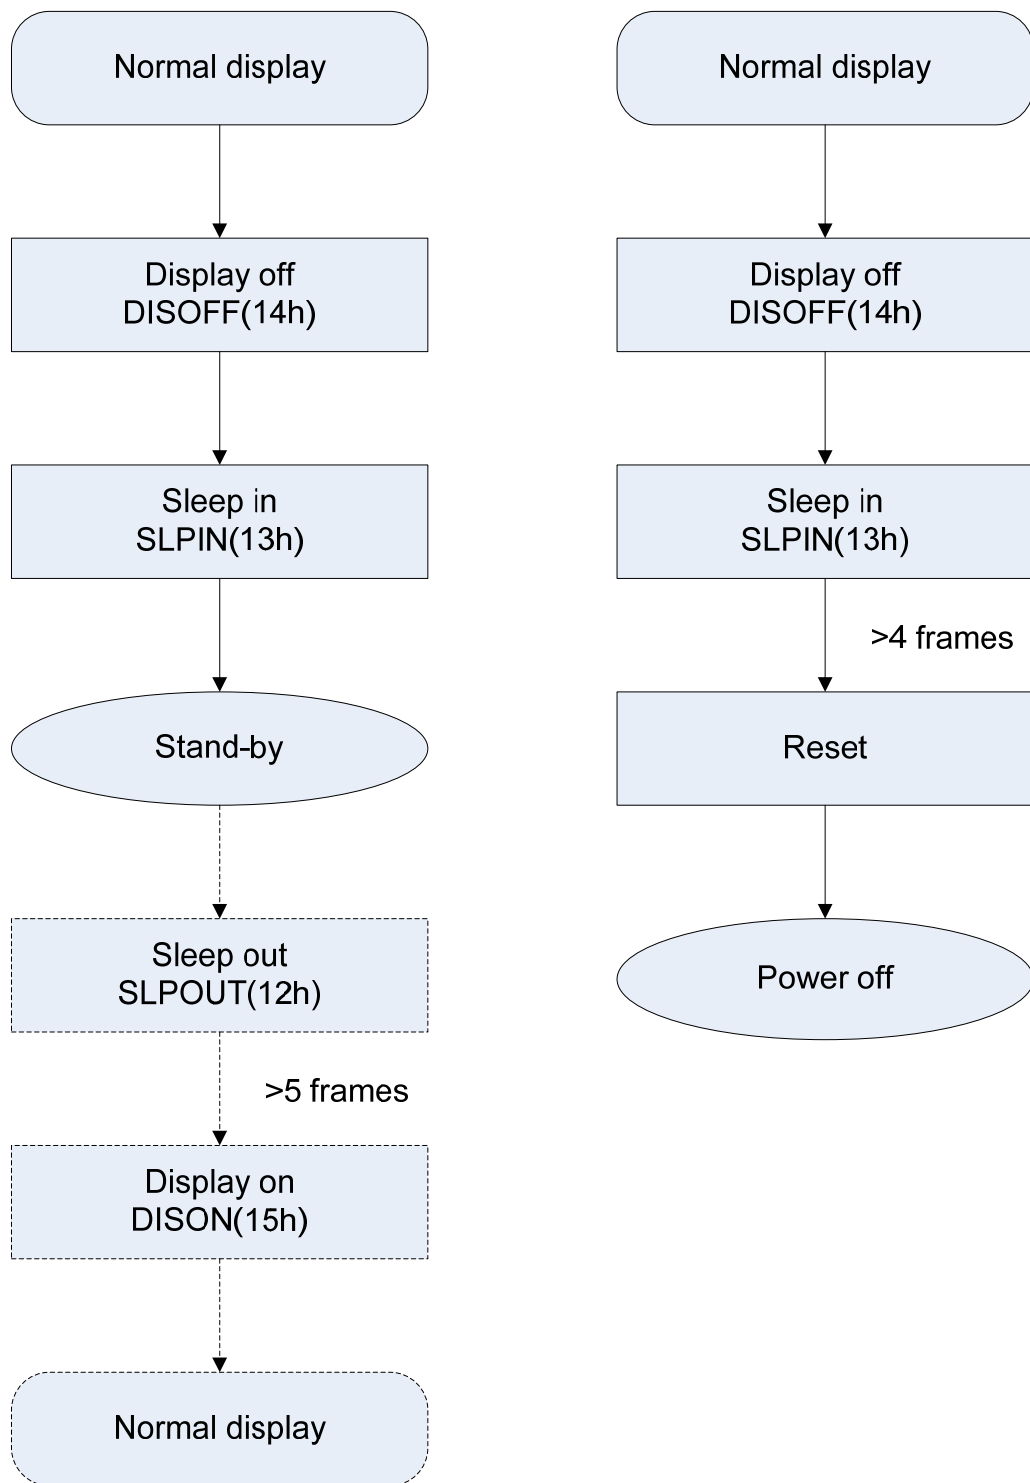 Normal display
Display off
DISOFF(14h)
Sleep in
SLPIN(13h)
Stand-by
Sleep out
SLPOUT(12h)
>5 frames
Display on
DISON(15h)
Normal display
Normal display
Display off
DISOFF(14h)
Sleep in
SLPIN(13h)
>4 frames
Reset
Power off